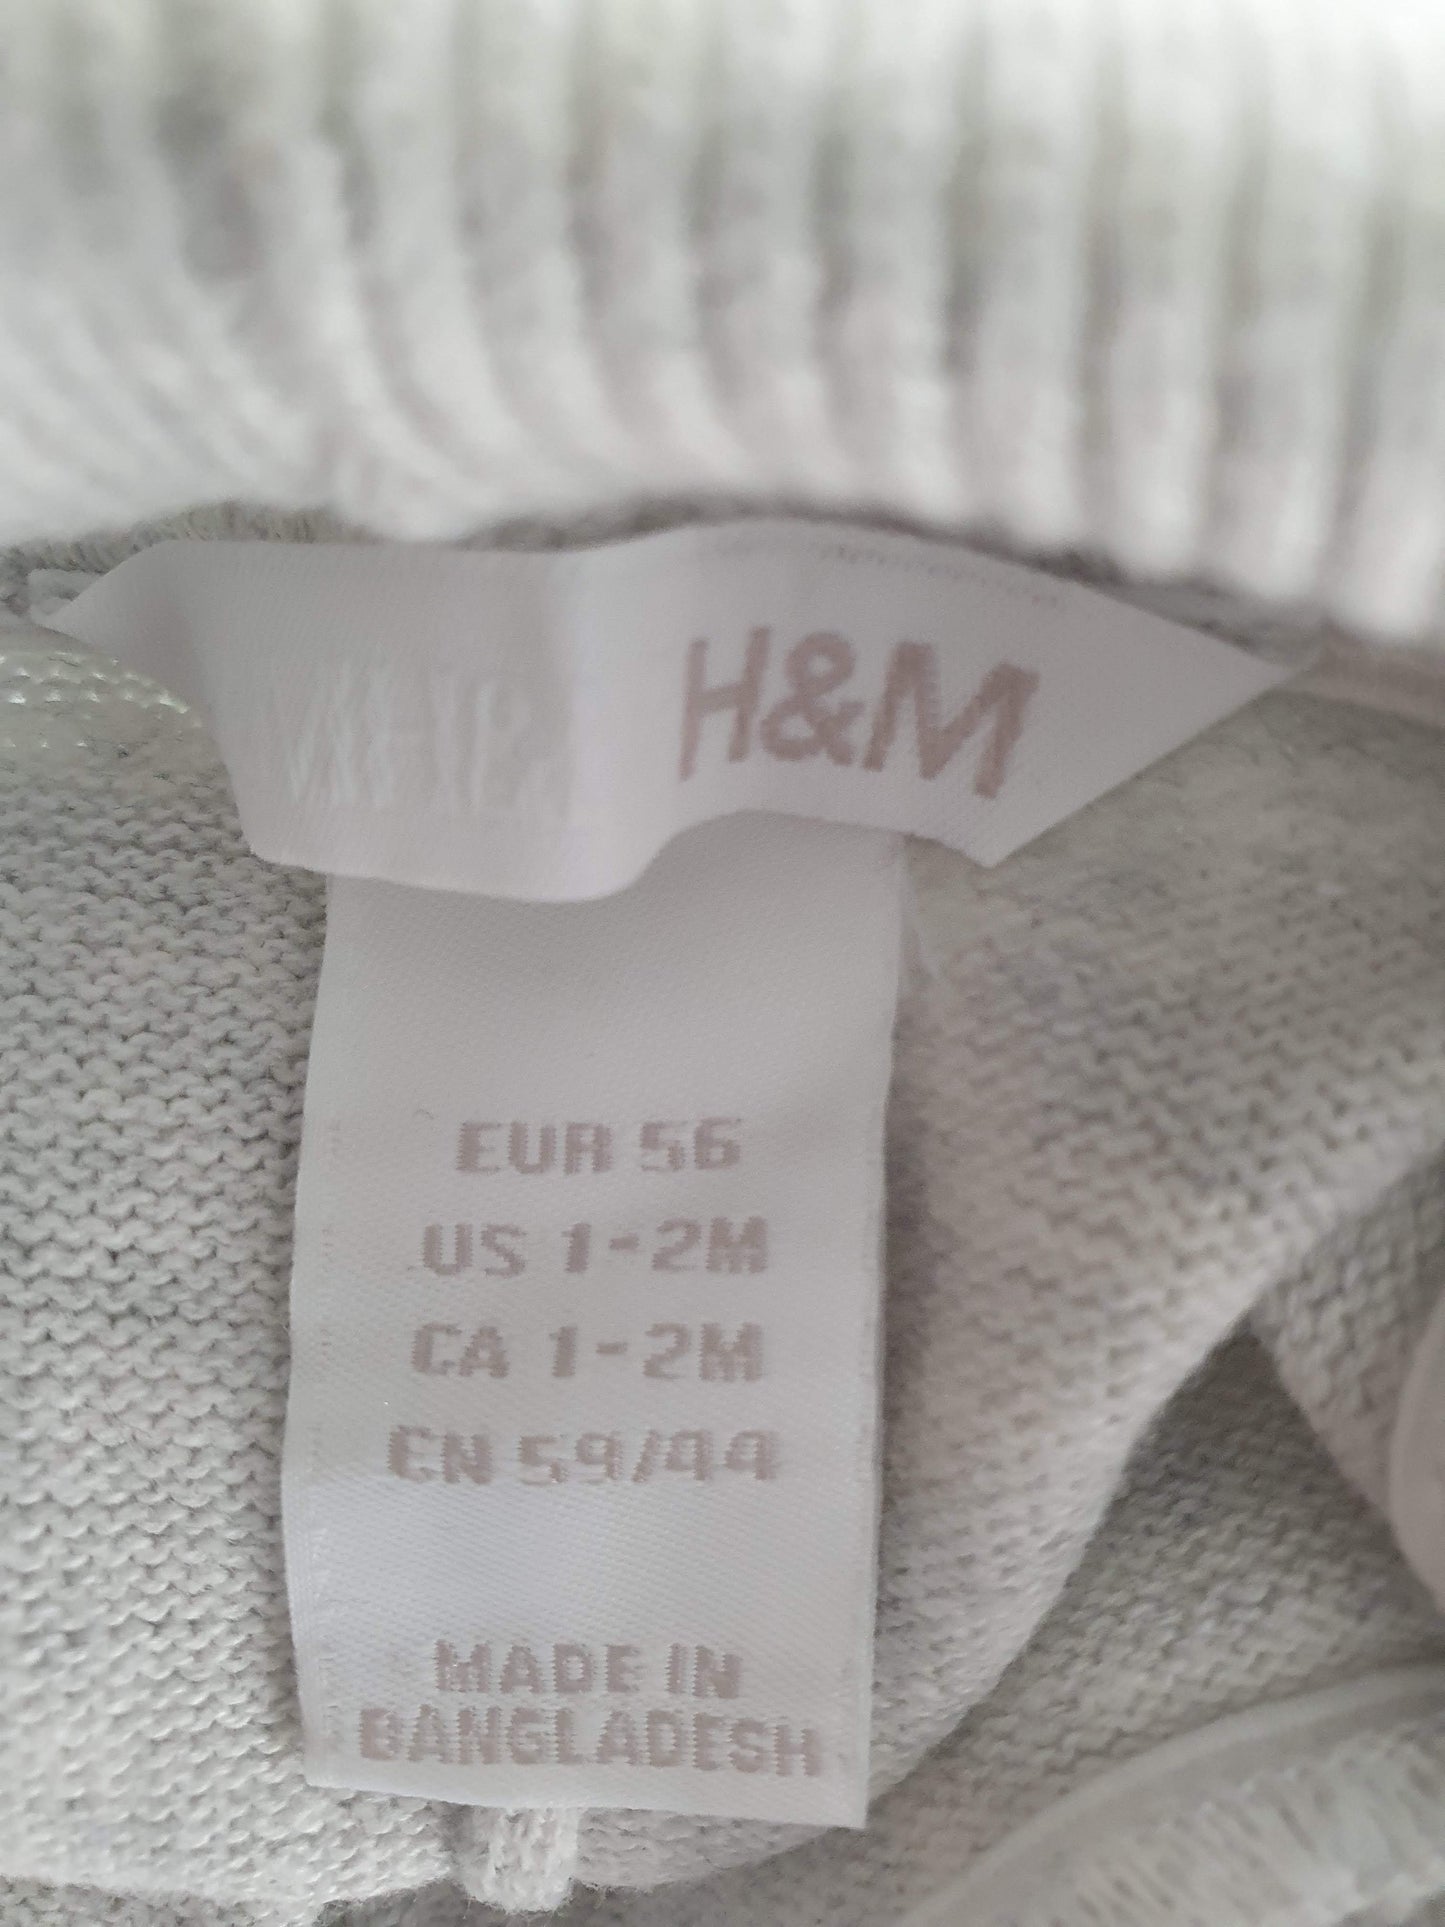 H&M
EUR 56
US 1-2M
CA 1-2M
CN 59/44
MADE IN
BANGLADESH